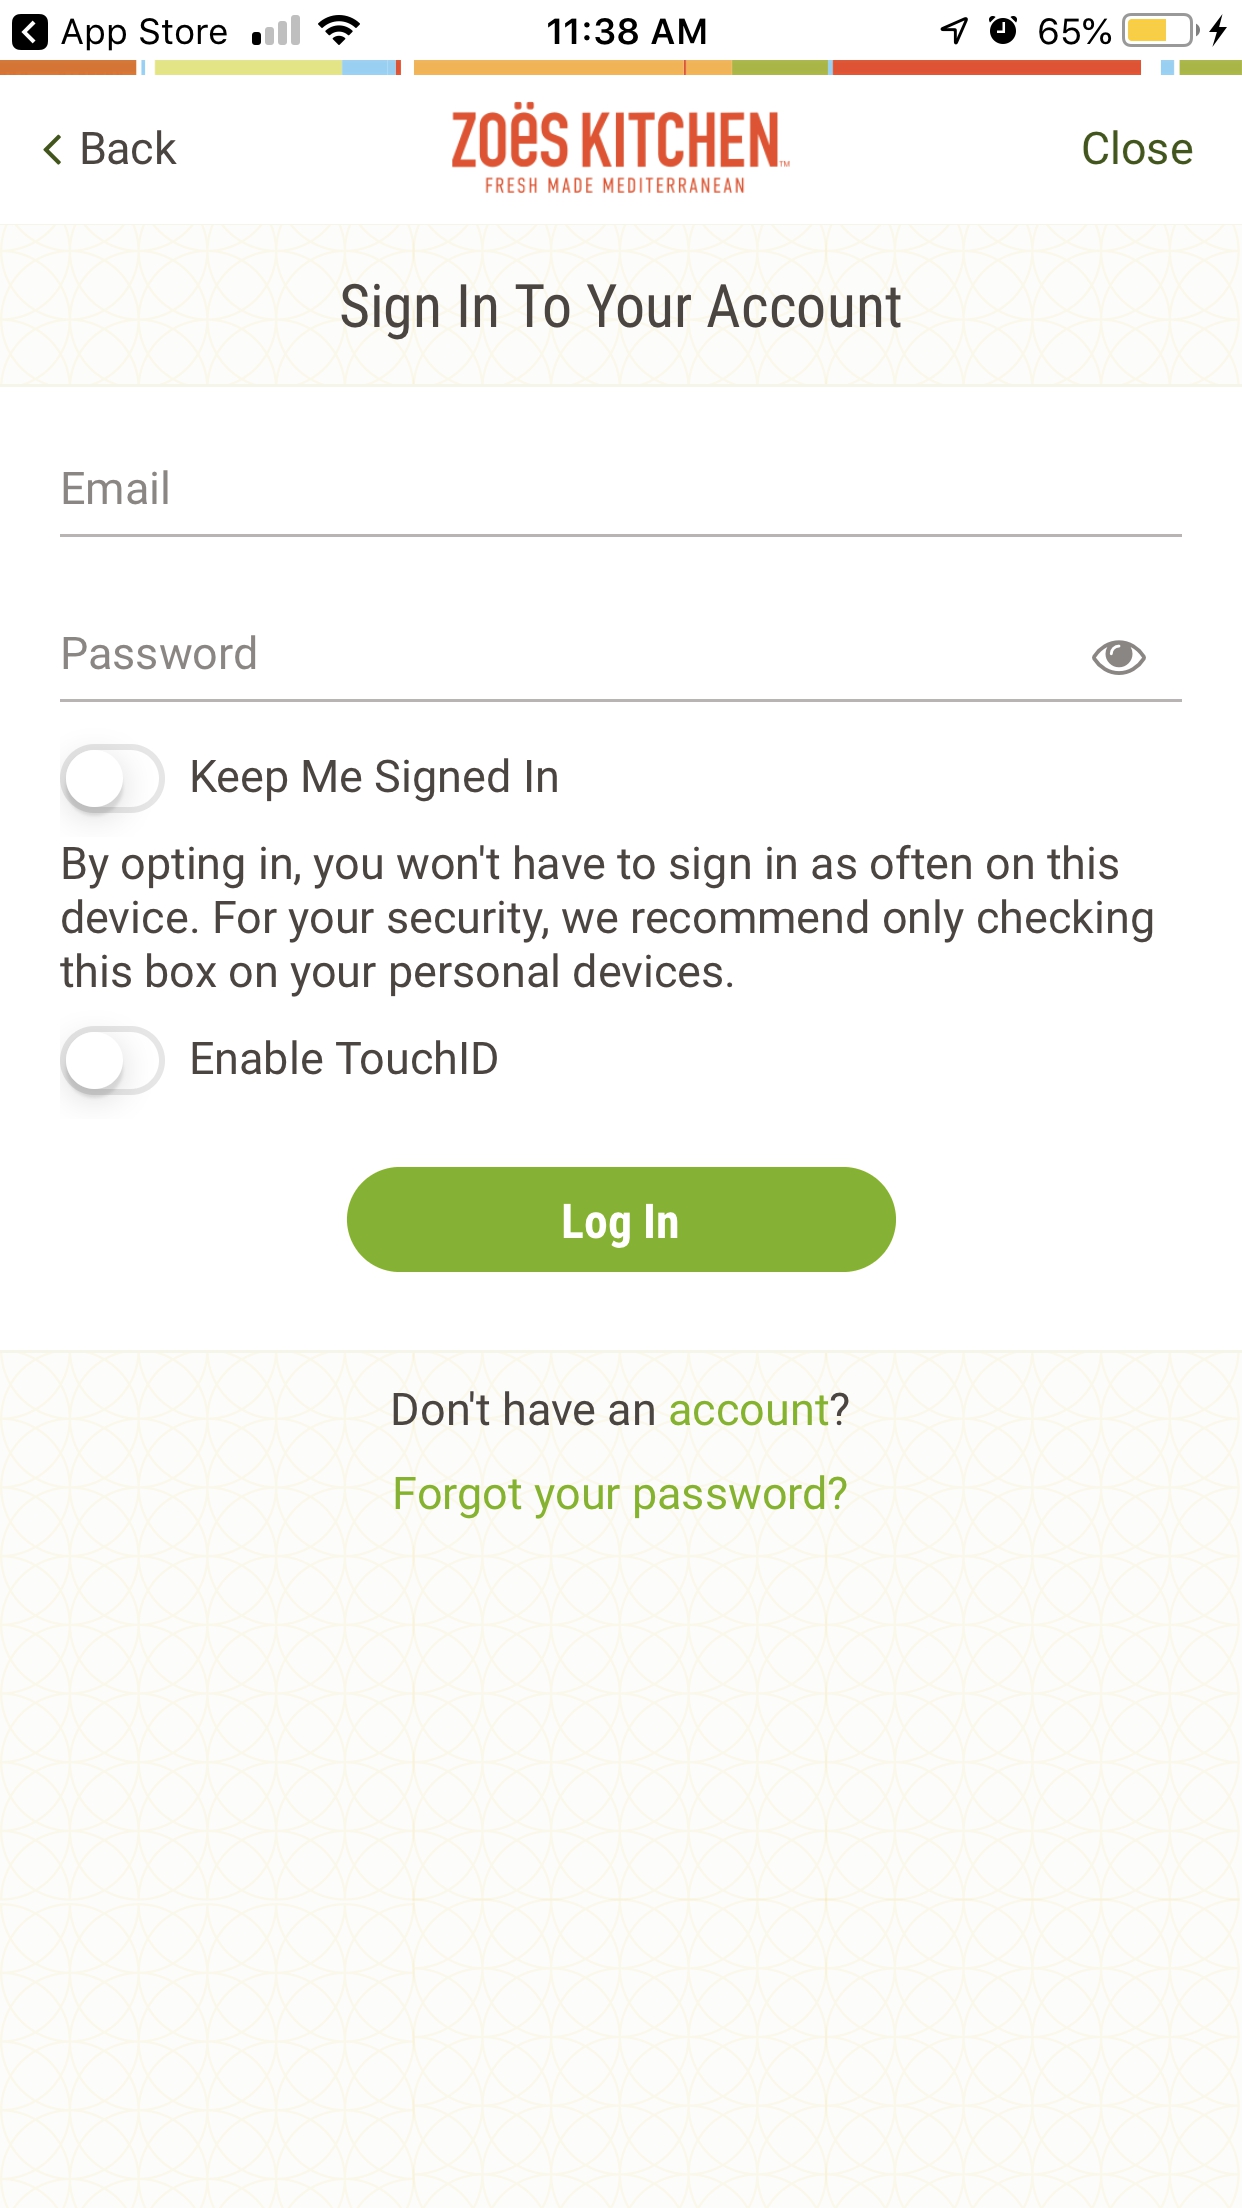 App Store
11:38 AM
65%
Back
ZOËS KITCHEN™
FRESH MADE MEDITERRANEAN
Close
Sign In To Your Account
Email
Password
Keep Me Signed In
By opting in, you won't have to sign in as often on this
device. For your security, we recommend only checking
this box on your personal devices.
Enable TouchID
Log In
Don't have an account?
Forgot your password?